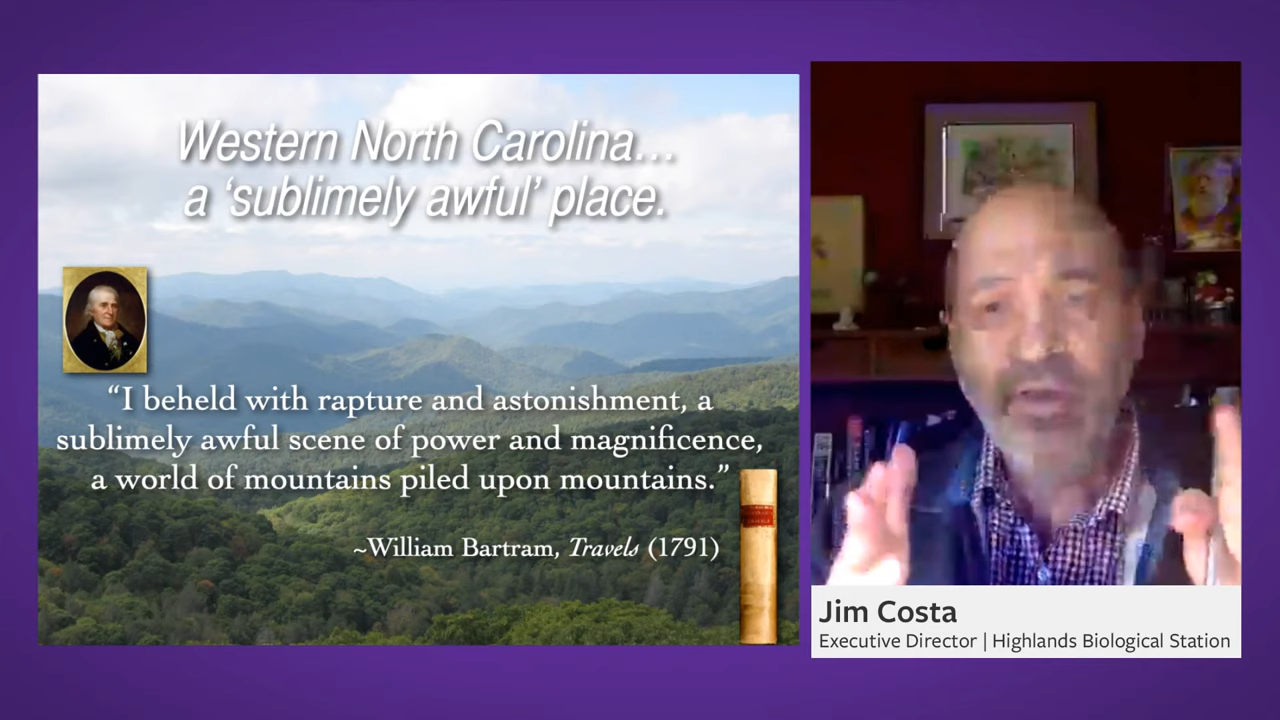 Western North Carolina…
a ‘sublimely awful’ place.
“I beheld with rapture and astonishment, a
sublimely awful scene of power and magnificence,
a world of mountains piled upon mountains.”
~William Bartram, Travels (1791)
Jim Costa
Executive Director | Highlands Biological Station